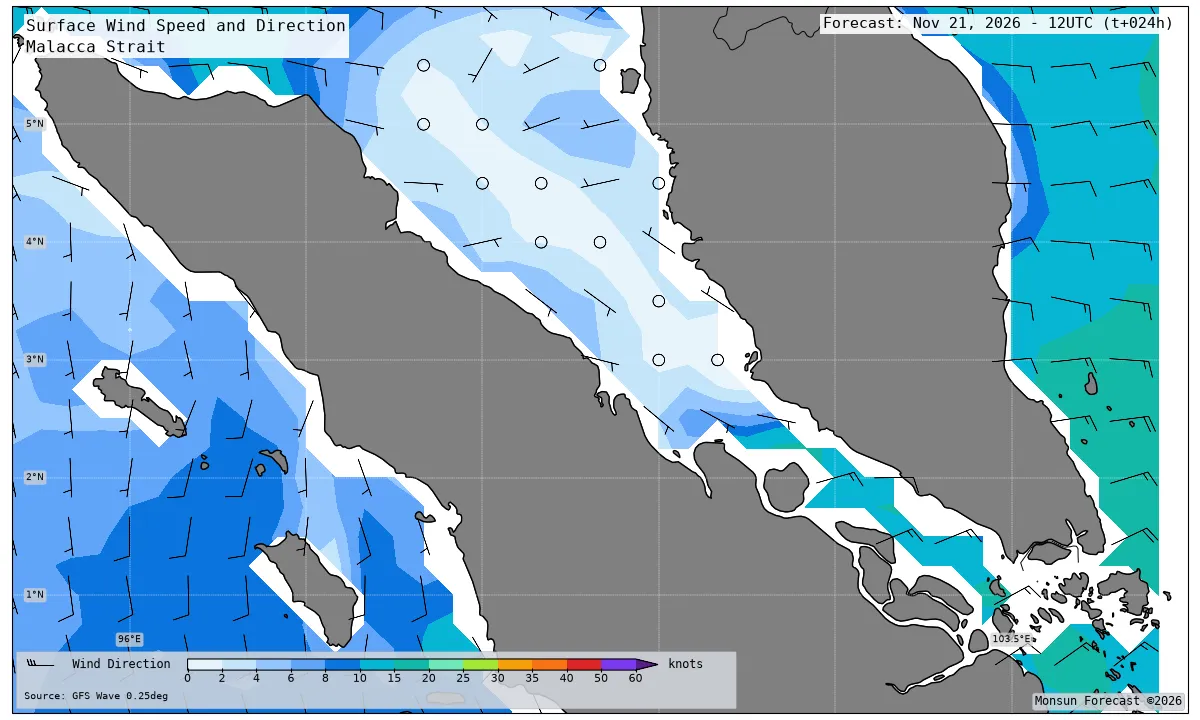 Surface Wind Speed and Direction
Malacca Strait
Forecast: Nov 21, 2026 - 12UTC (t+024h)
5°N
4°N
3°N
2°N
1°N
96°E
103.5°E
Wind Direction
0 2 4 6 8 10 15 20 25 30 35 40 50 60
knots
Source: GFS Wave 0.25deg
Monsun Forecast ©2026